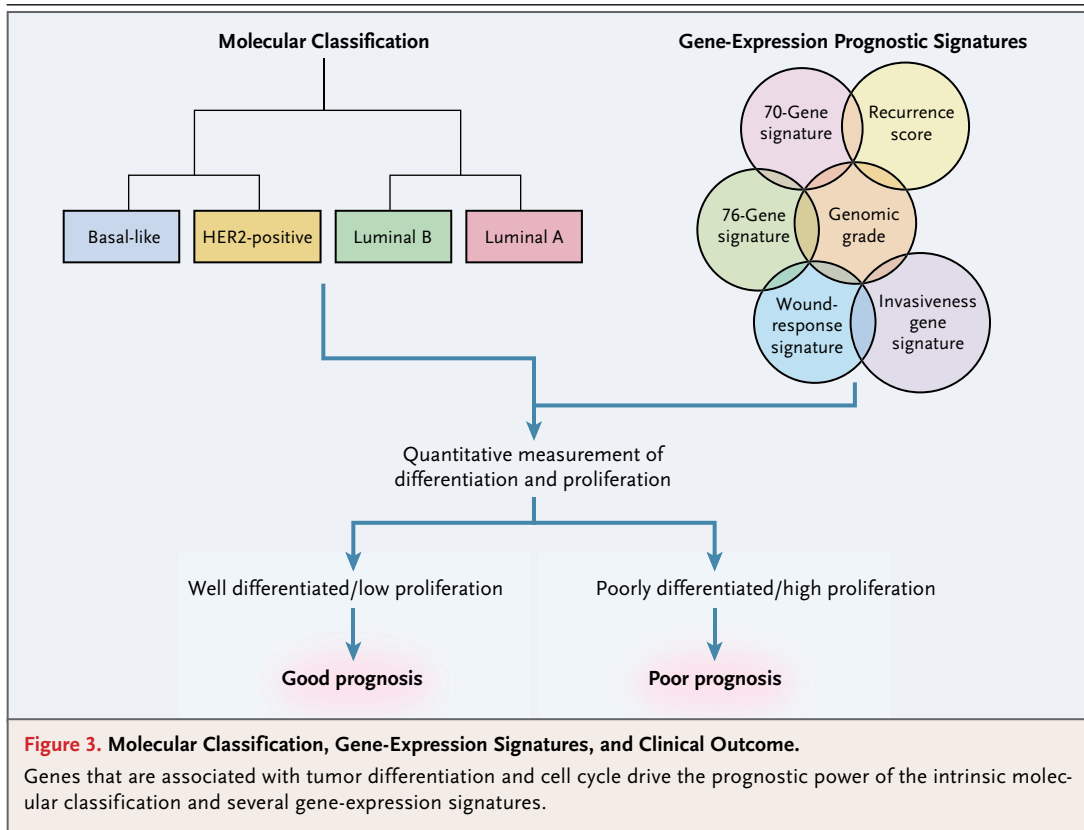 Molecular Classification
Gene-Expression Prognostic Signatures
Basal-like
HER2-positive
Luminal B
Luminal A
70-Gene
signature
Recurrence
score
76-Gene
signature
Genomic
grade
Wound-
response
signature
Invasiveness
gene
signature
Quantitative measurement of
differentiation and proliferation
Well differentiated/low proliferation
Poorly differentiated/high proliferation
Good prognosis
Poor prognosis
Figure 3. Molecular Classification, Gene-Expression Signatures, and Clinical Outcome.
Genes that are associated with tumor differentiation and cell cycle drive the prognostic power of the intrinsic molec-
ular classification and several gene-expression signatures.